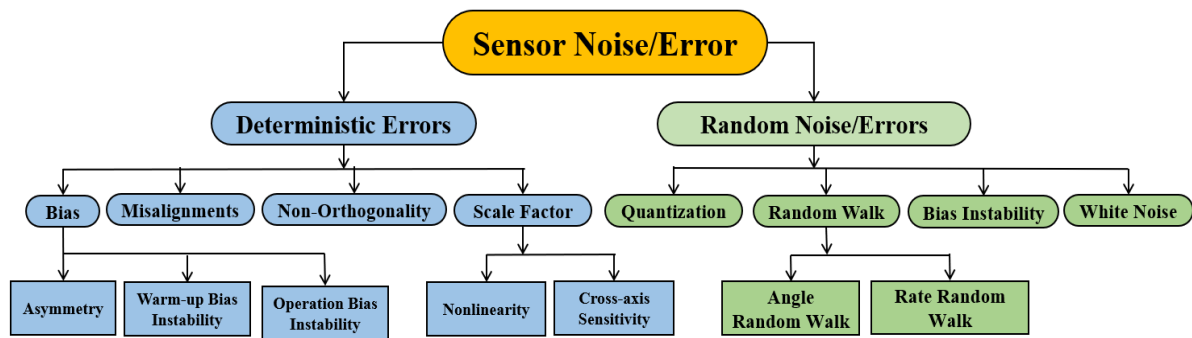 Sensor Noise/Error
Deterministic Errors
Random Noise/Errors
Bias
Misalignments
Non-Orthogonality
Scale Factor
Quantization
Random Walk
Bias Instability
White Noise
Asymmetry
Warm-up Bias
Instability
Operation Bias
Instability
Nonlinearity
Cross-axis
Sensitivity
Angle
Random Walk
Rate Random
Walk